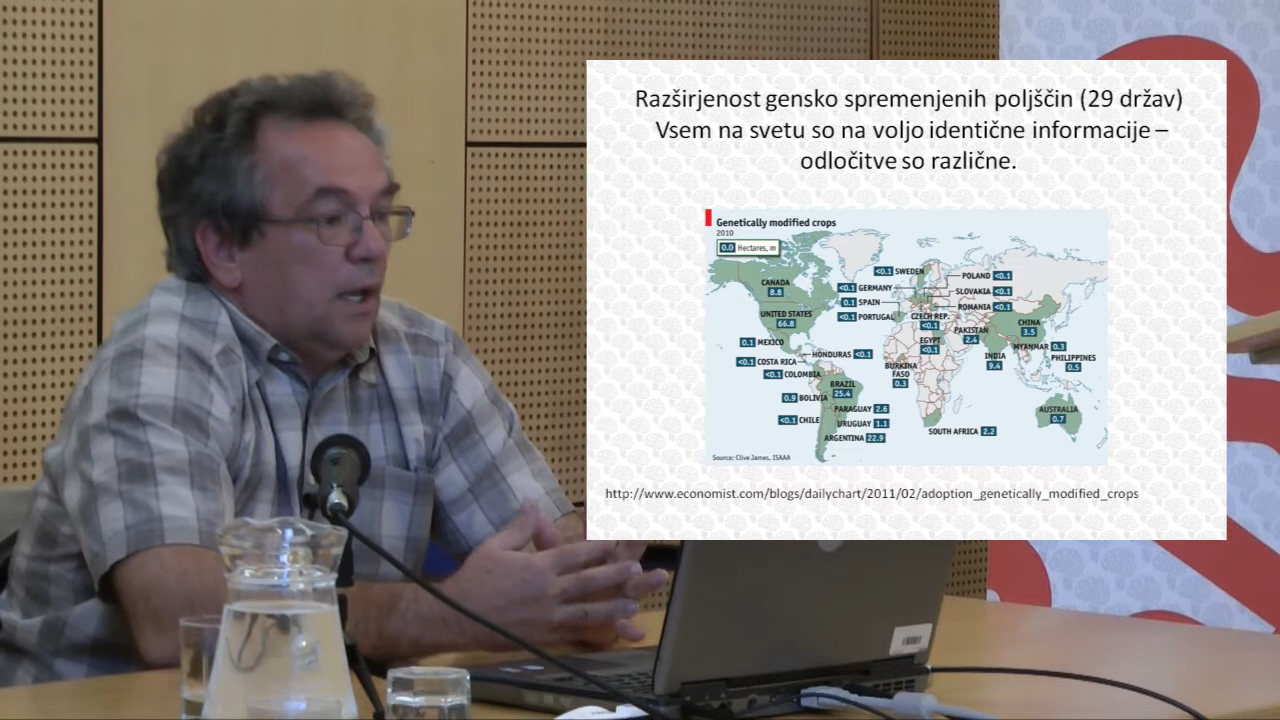 Razširjenost gensko spremenjenih poljščin (29 držav)
Vsem na svetu so na voljo identične informacije –
odločitve so različne.
Genetically modified crops
2010
0.0 Hectares, m
<0.1 SWEDEN
POLAND <0.1
CANADA
8.8
<0.1 GERMANY
SLOVAKIA <0.1
0.1 SPAIN
ROMANIA <0.1
UNITED STATES
66.8
<0.1 PORTUGAL
CZECH REP.
<0.1
CHINA
3.5
PAKISTAN
2.4
0.1 MEXICO
EGYPT
<0.1
MYANMAR 0.3
HONDURAS <0.1
INDIA
9.4
PHILIPPINES
0.5
<0.1 COSTA RICA
BURKINA
FASO
0.3
<0.1 COLOMBIA
BRAZIL
25.4
0.9 BOLIVIA
PARAGUAY 2.6
AUSTRALIA
0.7
<0.1 CHILE
URUGUAY 1.1
SOUTH AFRICA 2.2
ARGENTINA 22.9
Source: Clive James, ISAAA
http://www.economist.com/blogs/dailychart/2011/02/adoption_genetically_modified_crops